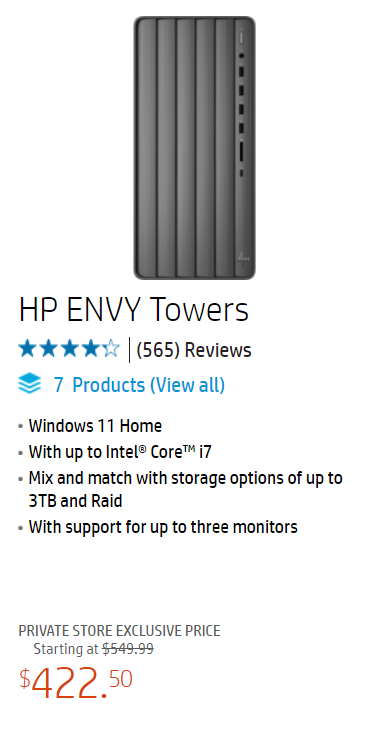 HP ENVY Towers
(565) Reviews
7 Products (View all)
• Windows 11 Home
• With up to Intel® Core™ i7
• Mix and match with storage options of up to
3TB and Raid
• With support for up to three monitors
PRIVATE STORE EXCLUSIVE PRICE
Starting at $549.99
$422.50